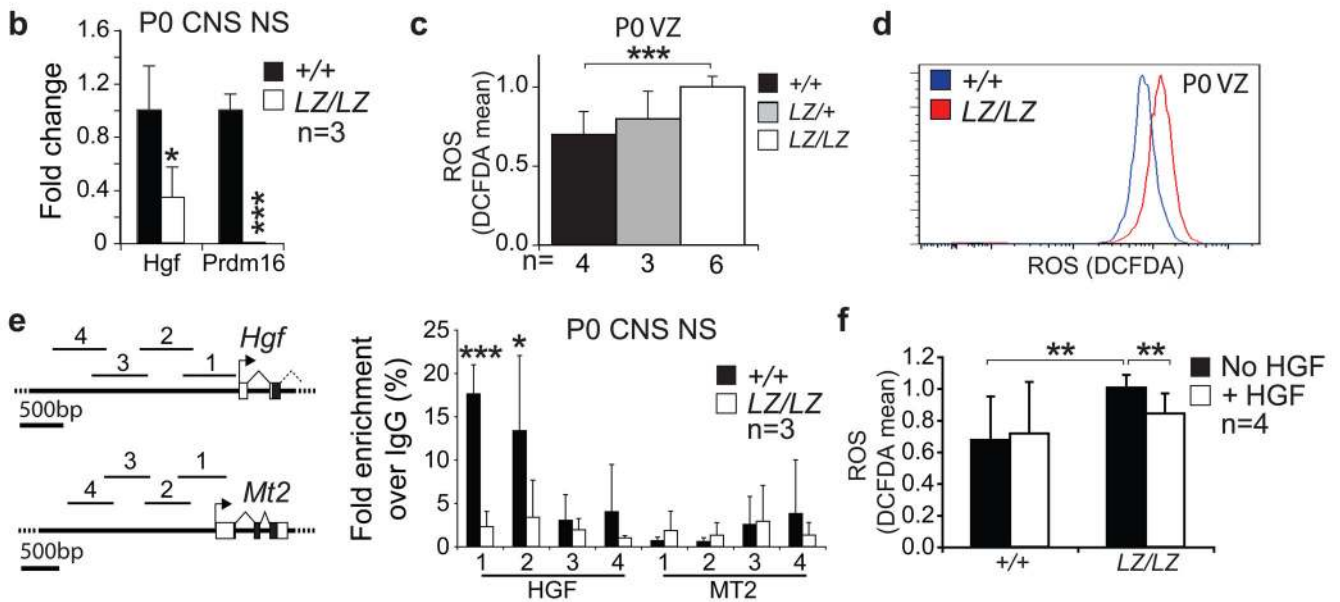 b
P0 CNS NS
Fold change
1.6
1.2
0.8
0.4
0
+/+
LZ/LZ
n=3
*
***
Hgf
Prdm16
c
P0 VZ
***
ROS
(DCFDA mean)
1.0
0.5
0.0
+/+
LZ/+
LZ/LZ
n= 4 3 6
d
+/+
LZ/LZ
P0 VZ
ROS (DCFDA)
e
4 2 Hgf
3 1
500bp
3 1
4 2 Mt2
500bp
P0 CNS NS
Fold enrichment
over IgG (%)
25
20
15
10
5
0
***
*
+/+
LZ/LZ
n=3
1 2 3 4 1 2 3 4
HGF MT2
f
ROS
(DCFDA mean)
1.2
1.0
0.8
0.6
0.4
0.2
0.0
** **
No HGF
+ HGF
n=4
+/+ LZ/LZ